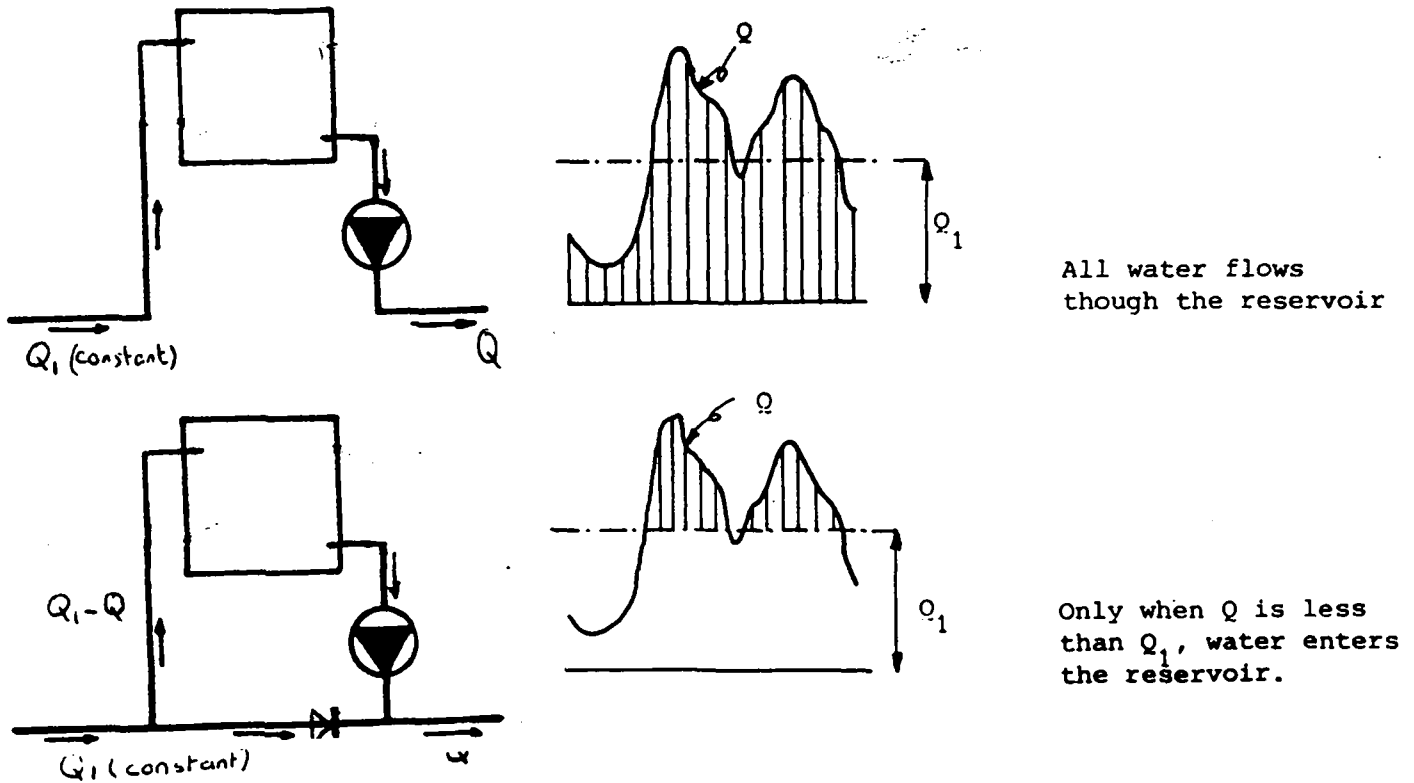 Q
Q₁
All water flows
though the reservoir
Q₁ (constant)
Q
Q
Q₁-Q
Q₁
Only when Q is less
than Q₁, water enters
the reservoir.
Q₁ (constant)